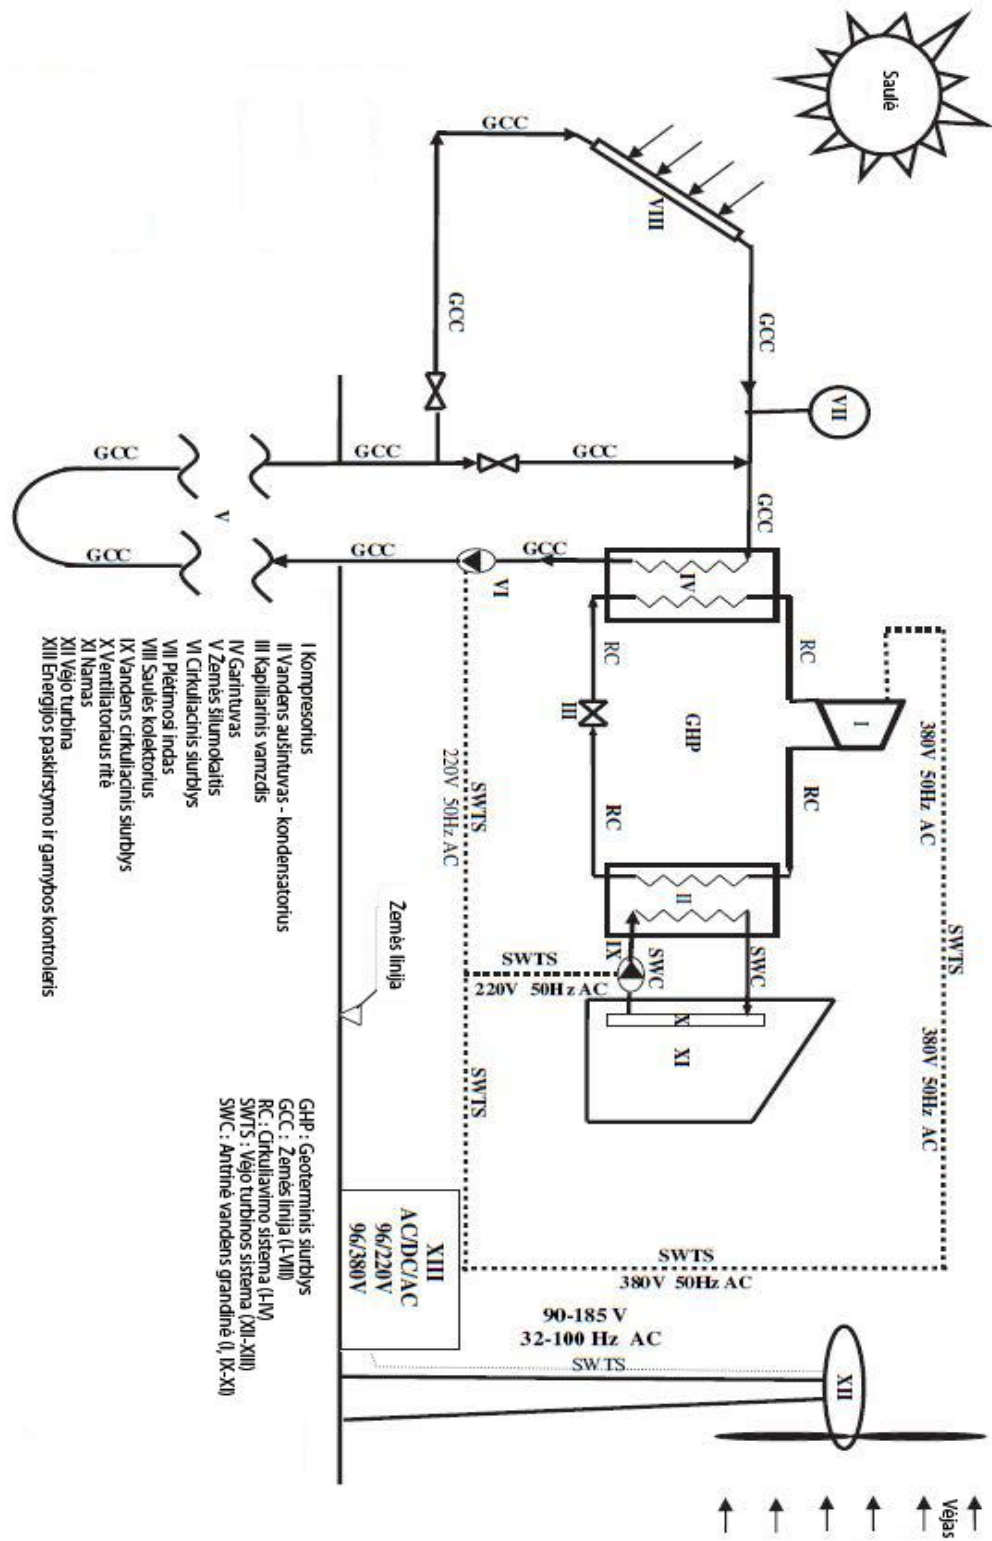 Saulė
GCC
VIII
GCC
GCC
VII
GCC
GCC
GCC
GCC
V
GCC
GCC
GCC
VI
IV
RC
RC
I
III
GHP
RC
RC
II
380V 50Hz AC
SWTS
380V 50Hz AC
SWTS
220V 50Hz AC
SWTS
220V 50Hz AC
IX
SWC
SWC
X
XI
SWTS
SWTS
380V 50Hz AC
Žemės linija
I Kompresorius
II Vandens aušintuvas - kondensatorius
III Kapiliarinis vamzdis
IV Garintuvas
V Žemės šilumokaitis
VI Cirkuliacinis siurblys
VII Plėtimosi indas
VIII Saulės kolektorius
IX Vandens cirkuliacinis siurblys
X Ventiliatoriaus ritė
XI Namas
XII Vėjo turbina
XIII Energijos paskirstymo ir gamybos kontroleris
GHP : Geoterminis siurblys
GCC : Žemės linija (I-VIII)
RC : Cirkuliavimo sistema (I-IV)
SWTS : Vėjo turbinos sistema (XII-XIII)
SWC : Antrinė vandens grandinė (I, IX-XI)
XIII
AC/DC/AC
96/220V
96/380V
90-185 V
32-100 Hz AC
SWTS
XII
Vėjas